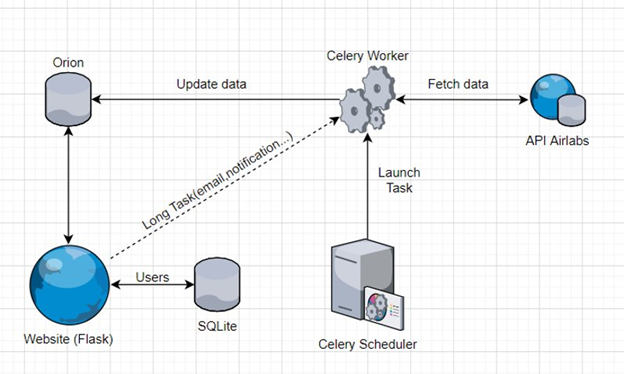 Orion
Celery Worker
Update data
Fetch data
API Airlabs
Long Task(email,notification...)
Launch
Task
Users
SQLite
Website (Flask)
Celery Scheduler